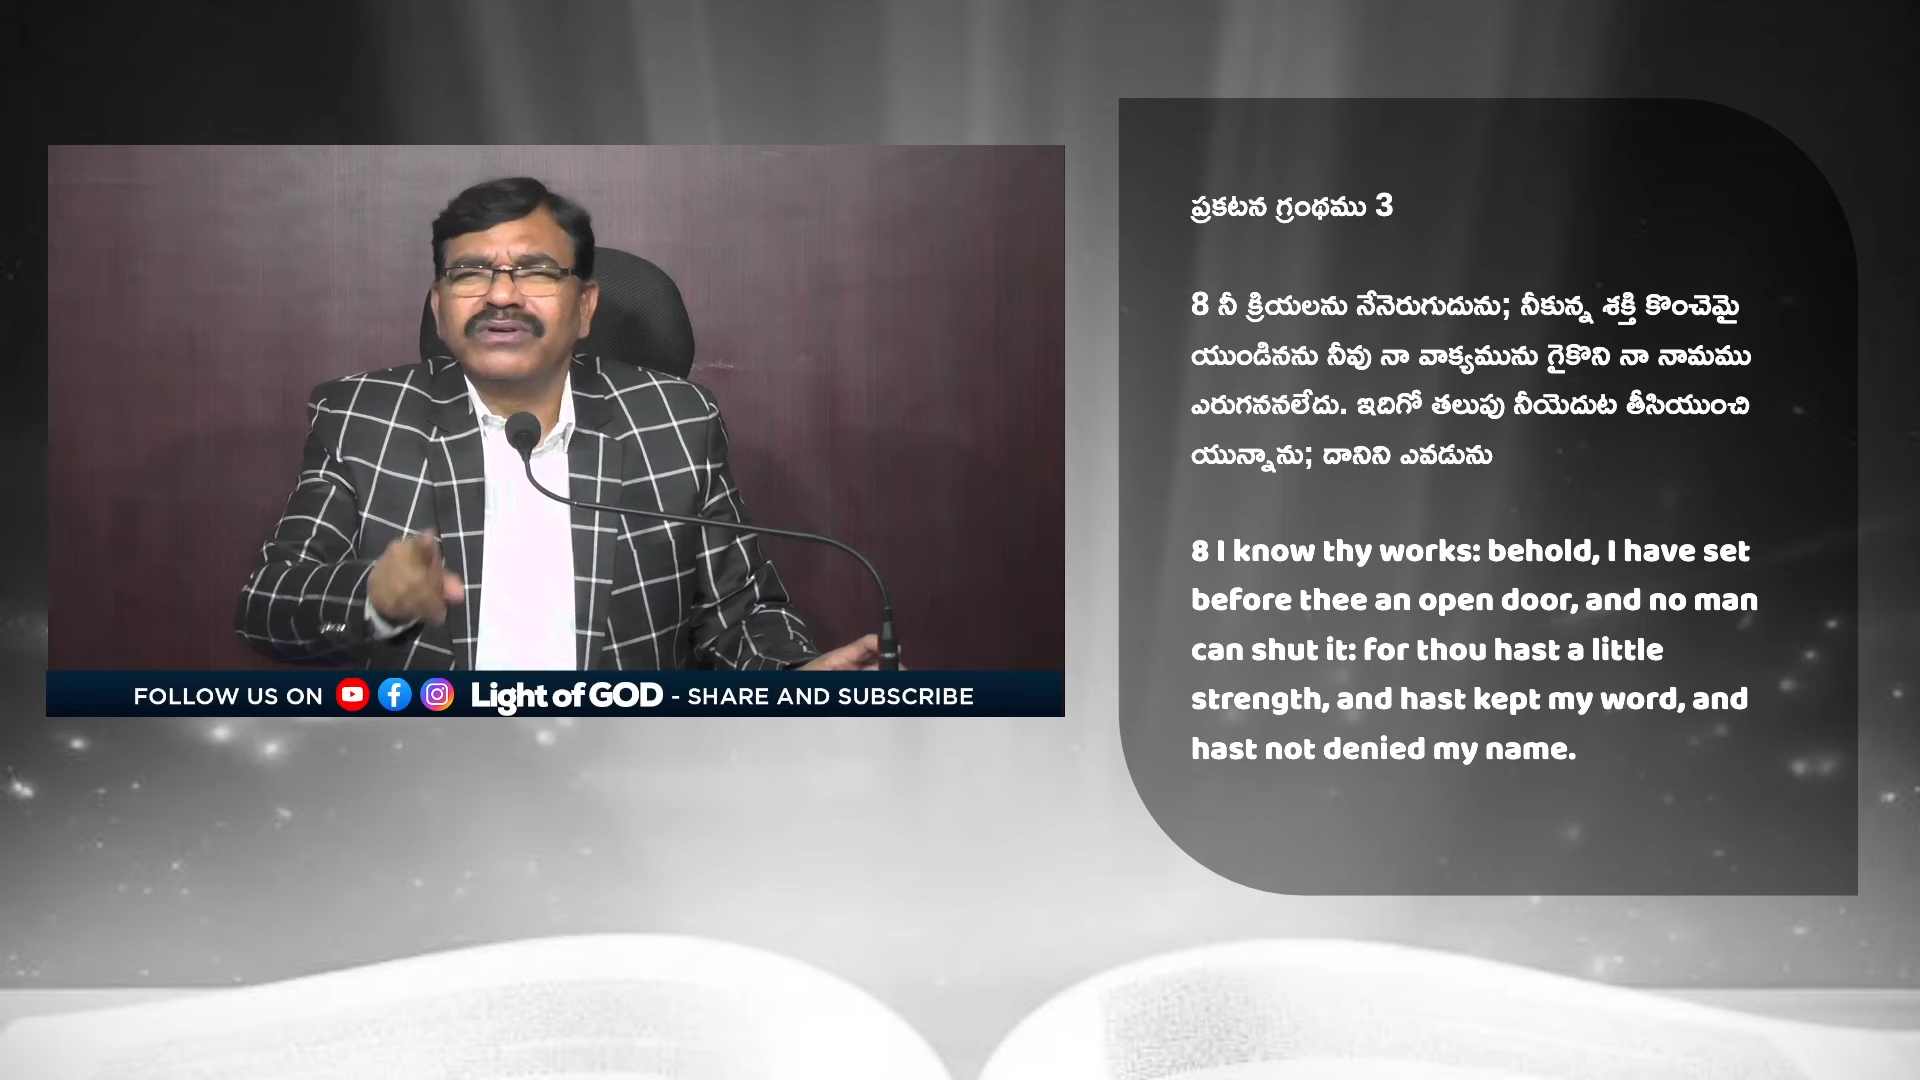 ప్రకటన గ్రంథము 3
8 నీ క్రియలను నేనెరుగుదును; నీకున్న శక్తి కొంచెమై
యుండినను నీవు నా వాక్యమును గైకొని నా నామము
ఎరుగననలేదు. ఇదిగో తలుపు నీయెదుట తీసియుంచి
యున్నాను; దానిని ఎవడును
8 I know thy works: behold, I have set
before thee an open door, and no man
can shut it: for thou hast a little
strength, and hast kept my word, and
hast not denied my name.
FOLLOW US ON Light of GOD - SHARE AND SUBSCRIBE